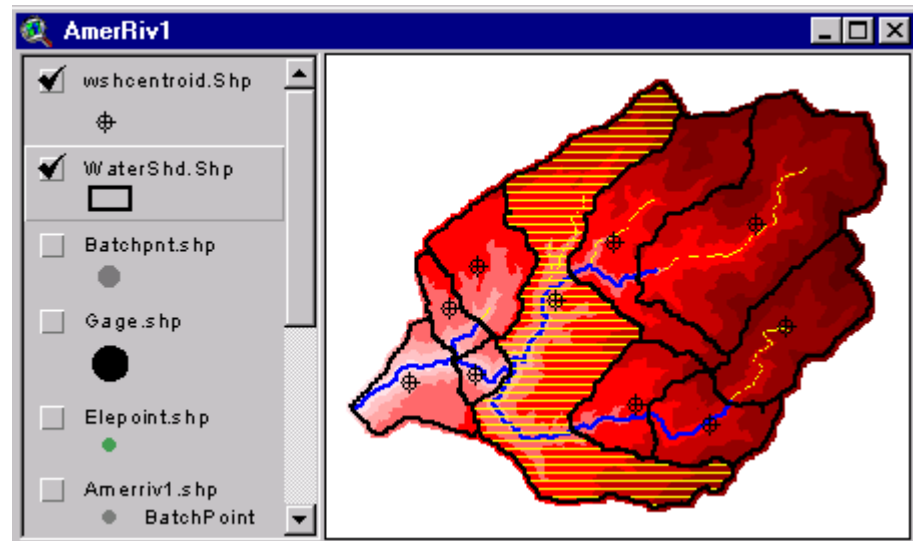 AmerRiv1
wshcentroid.Shp
WaterShd.Shp
Batchpnt.shp
Gage.shp
Elepoint.shp
Amerriv1.shp
BatchPoint